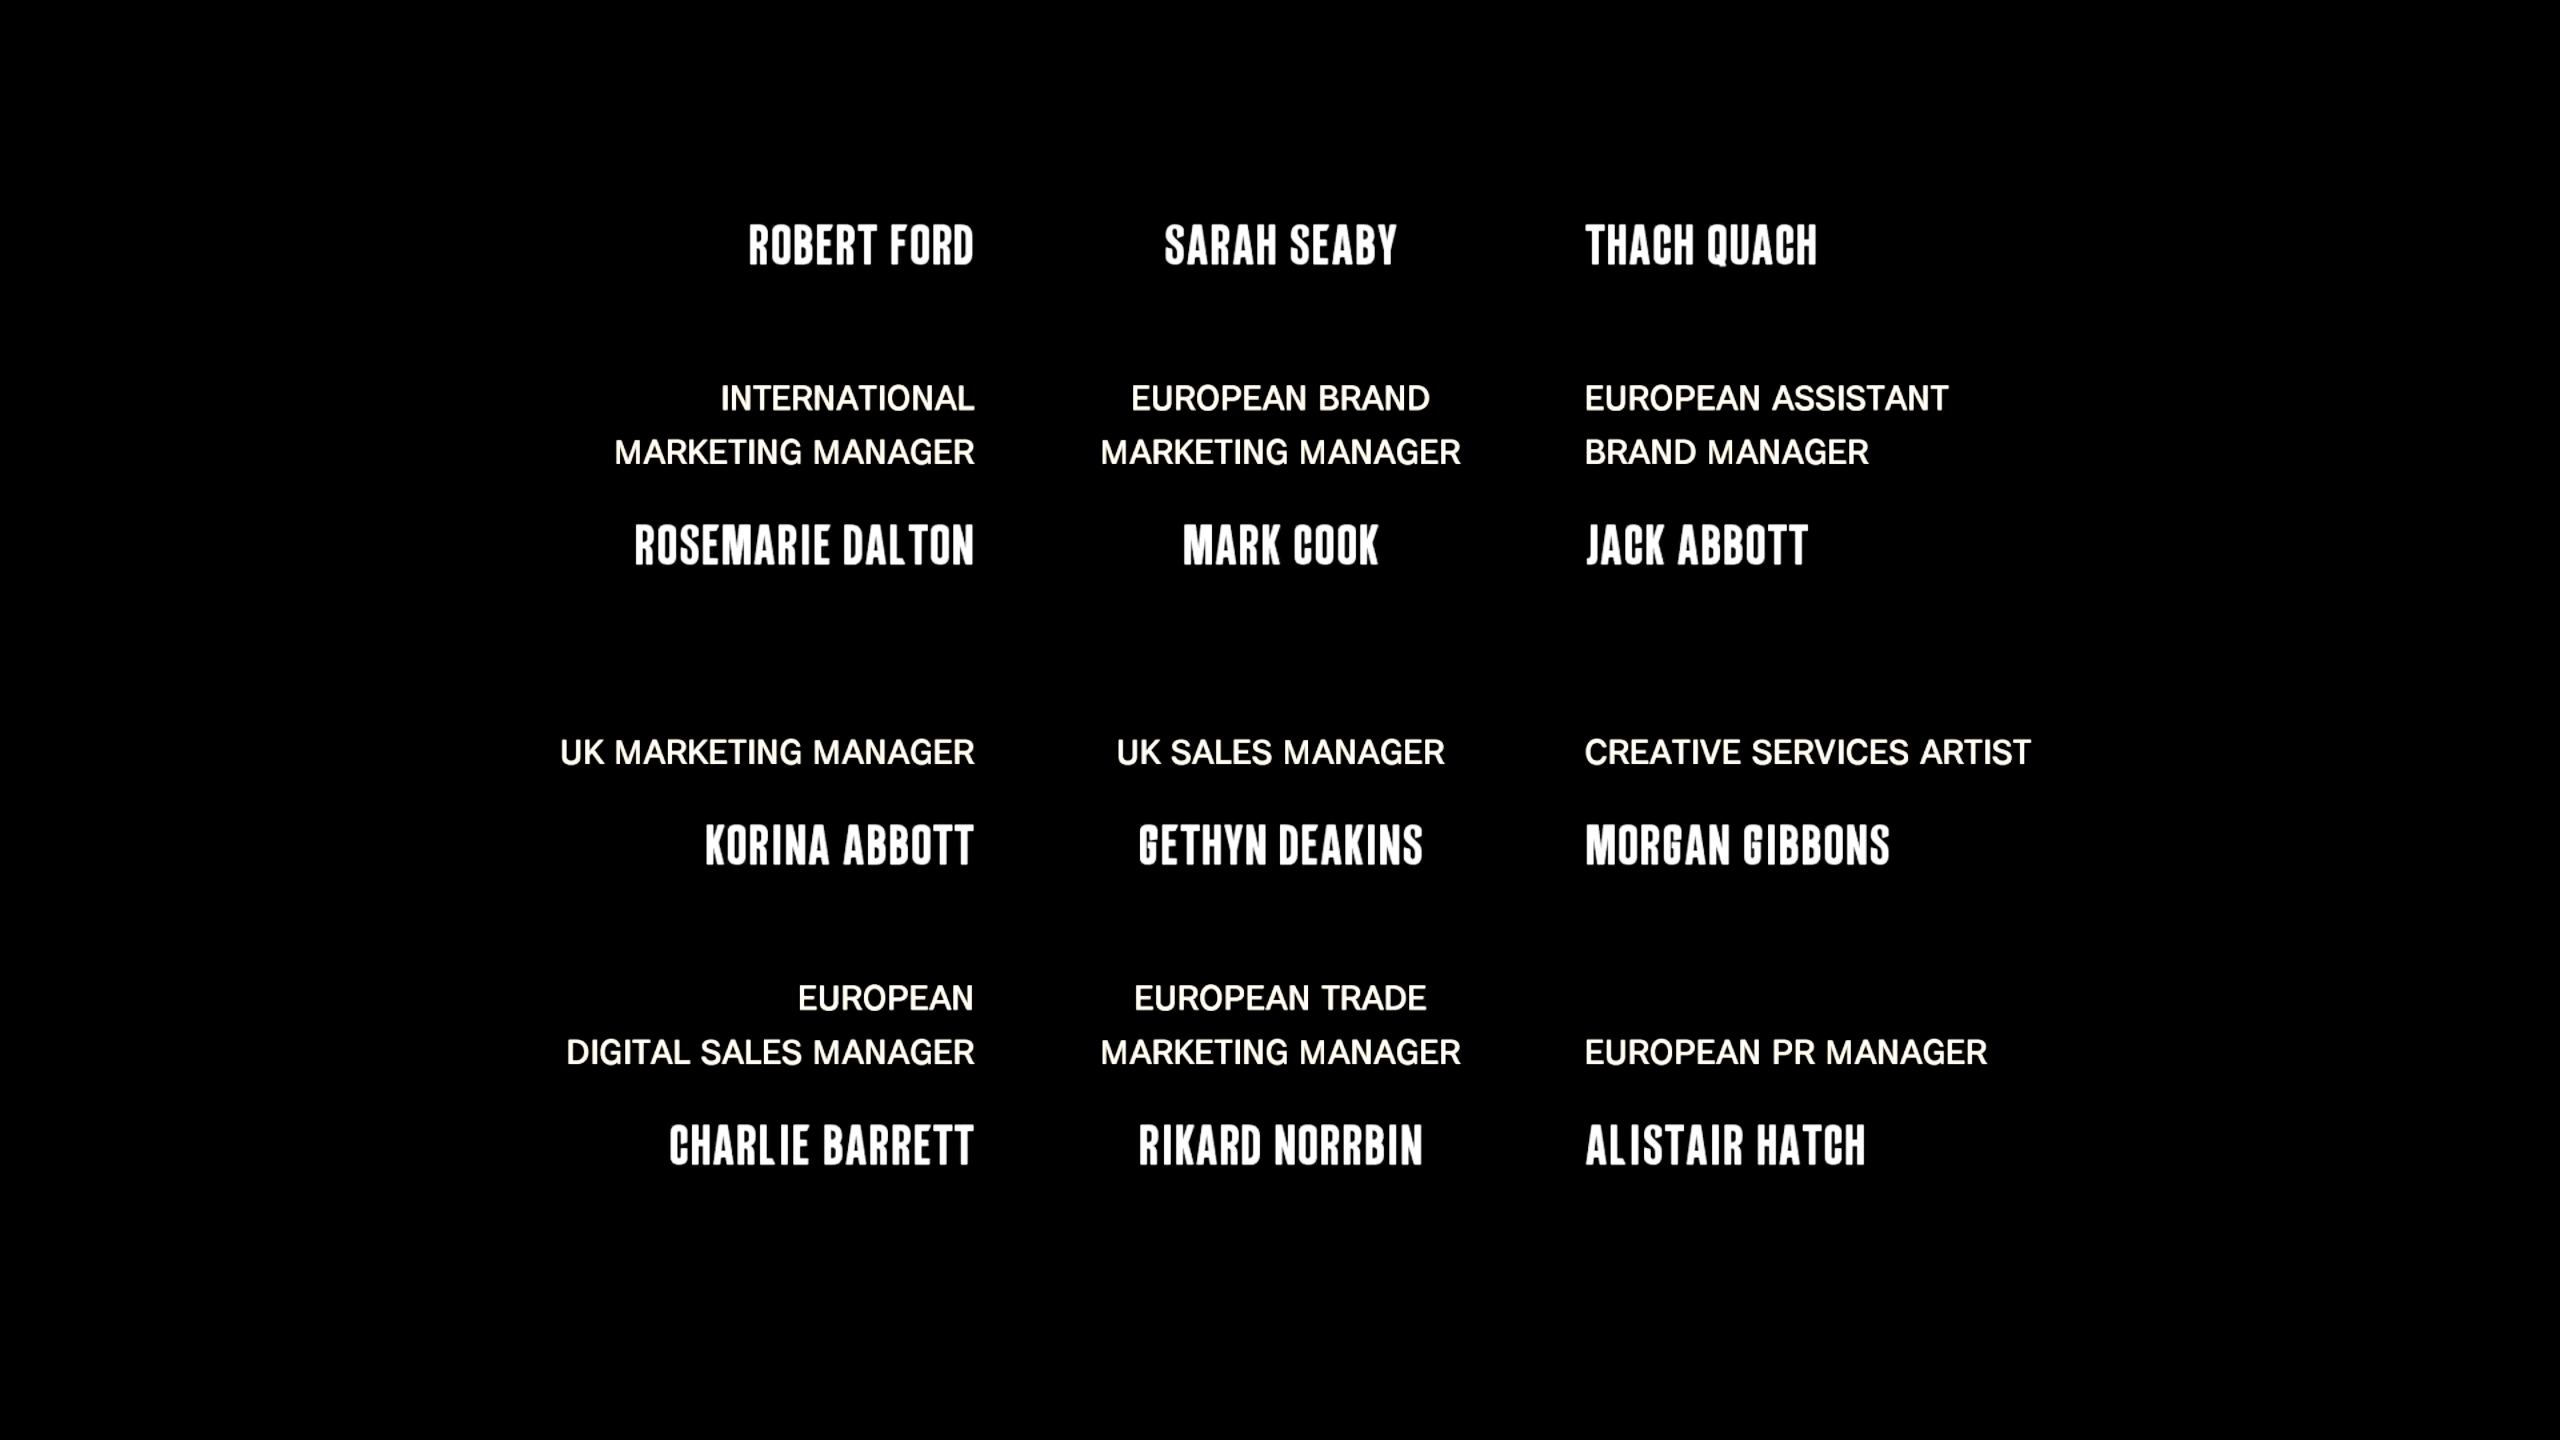 ROBERT FORD SARAH SEABY THACH QUACH
INTERNATIONAL EUROPEAN BRAND EUROPEAN ASSISTANT
MARKETING MANAGER MARKETING MANAGER BRAND MANAGER
ROSEMARIE DALTON MARK COOK JACK ABBOTT
UK MARKETING MANAGER UK SALES MANAGER CREATIVE SERVICES ARTIST
KORINA ABBOTT GETHYN DEAKINS MORGAN GIBBONS
EUROPEAN EUROPEAN TRADE
DIGITAL SALES MANAGER MARKETING MANAGER EUROPEAN PR MANAGER
CHARLIE BARRETT RIKARD NORRBIN ALISTAIR HATCH